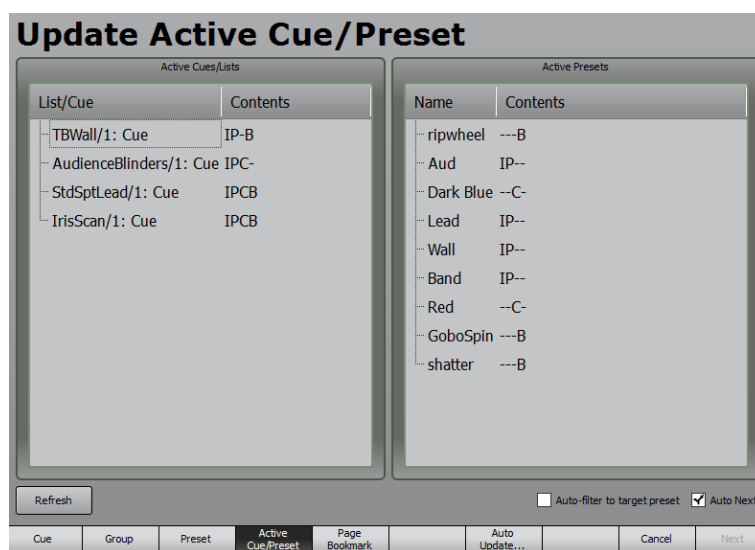 Update Active Cue/Preset
Active Cues/Lists
List/Cue Contents
TBWall/1: Cue IP-B
AudienceBlinders/1: Cue IPC-
StdSptLead/1: Cue IPCB
IrisScan/1: Cue IPCB
Active Presets
Name Contents
ripwheel ---B
Aud IP--
Dark Blue --C-
Lead IP--
Wall IP--
Band IP--
Red --C-
GoboSpin ---B
shatter ---B
Refresh
Auto-filter to target preset Auto Next
Cue Group Preset Active Cue/Preset Page Bookmark Auto Update... Cancel Next